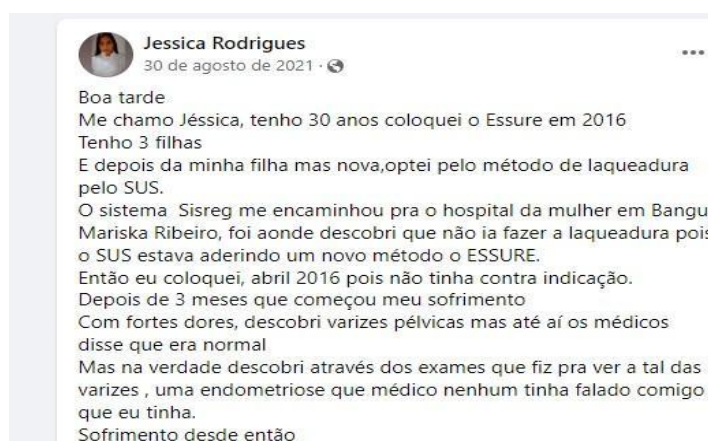 Jessica Rodrigues
30 de agosto de 2021 ·
Boa tarde
Me chamo Jéssica, tenho 30 anos coloquei o Essure em 2016
Tenho 3 filhas
E depois da minha filha mas nova,optei pelo método de laqueadura
pelo SUS.
O sistema Sisreg me encaminhou pra o hospital da mulher em Bangu
Mariska Ribeiro, foi aonde descobri que não ia fazer a laqueadura pois
o SUS estava aderindo um novo método o ESSURE.
Então eu coloquei, abril 2016 pois não tinha contra indicação.
Depois de 3 meses que começou meu sofrimento
Com fortes dores, descobri varizes pélvicas mas até aí os médicos
disse que era normal
Mas na verdade descobri através dos exames que fiz pra ver a tal das
varizes , uma endometriose que médico nenhum tinha falado comigo
que eu tinha.
Sofrimento desde então